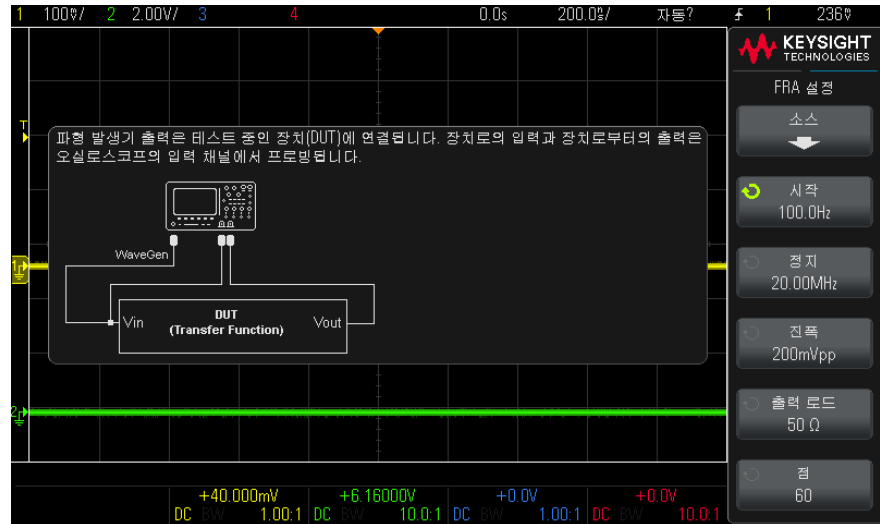 1 100♉/ 2 2.00V/ 3 4 0.0s 200.0㎲/ 자동? 1 236♉
KEYSIGHT
TECHNOLOGIES
FRA 설정
소스
시작
100.0Hz
정지
20.00MHz
진폭
200mVpp
출력 로드
50 Ω
점
60
T
파형 발생기 출력은 테스트 중인 장치(DUT)에 연결됩니다. 장치로의 입력과 장치로부터의 출력은
오실로스코프의 입력 채널에서 프로빙됩니다.
WaveGen
Vin
DUT
(Transfer Function)
Vout
1
2
+40.000mV +6.16000V +0.0V +0.0V
DC BW 1.00:1 DC BW 10.0:1 DC BW 1.00:1 DC BW 10.0:1